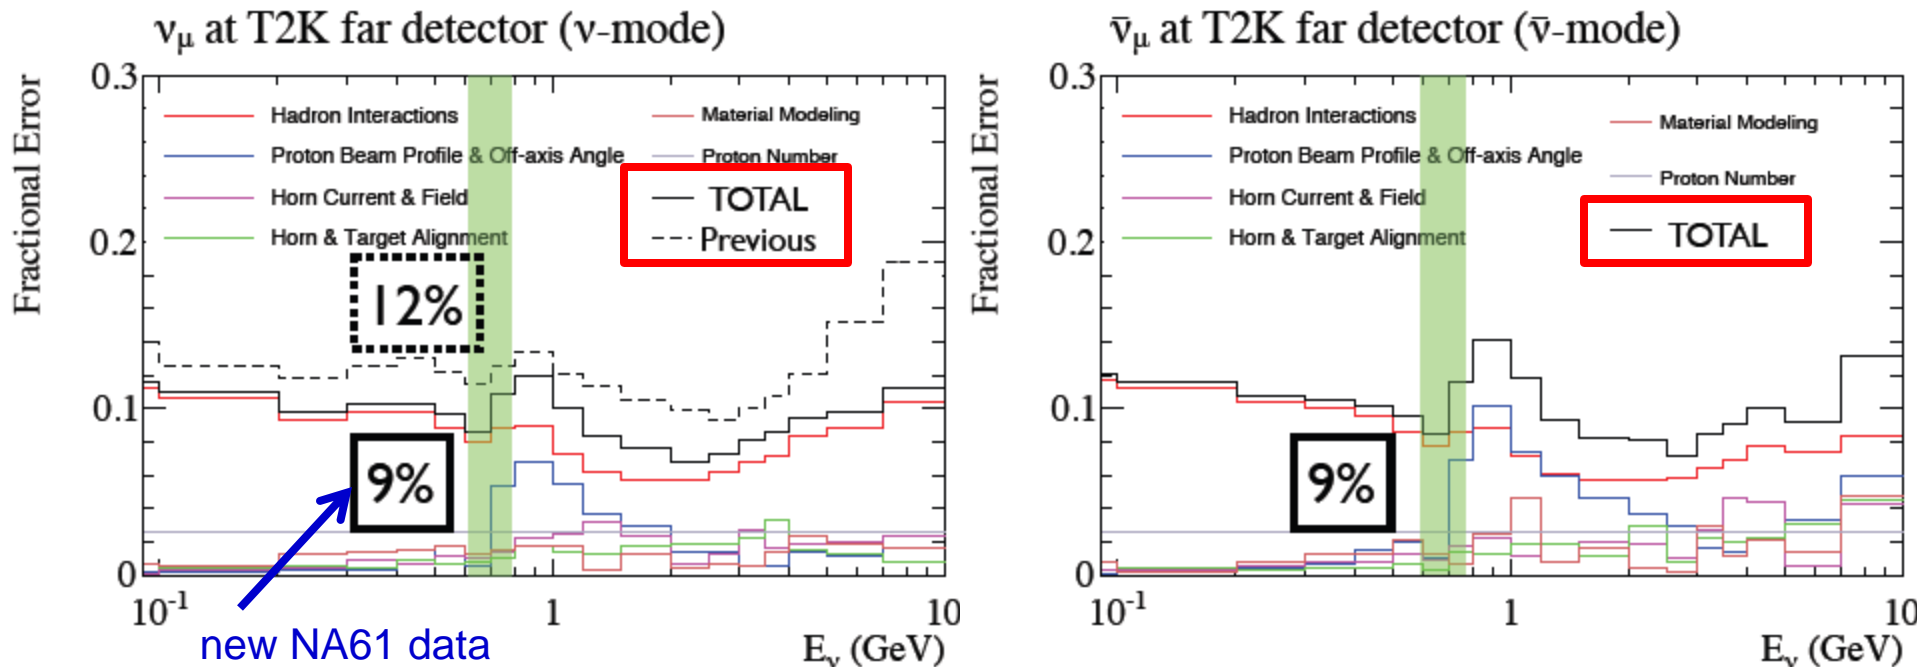 νμ at T2K far detector (ν-mode)
Fractional Error
0.3
0.2
0.1
0
Hadron Interactions
Proton Beam Profile & Off-axis Angle
Horn Current & Field
Horn & Target Alignment
Material Modeling
Proton Number
TOTAL
Previous
12%
9%
10⁻¹
1
10
new NA61 data
Eν (GeV)
ν̄μ at T2K far detector (ν̄-mode)
Fractional Error
0.3
0.2
0.1
0
Hadron Interactions
Proton Beam Profile & Off-axis Angle
Horn Current & Field
Horn & Target Alignment
Material Modeling
Proton Number
TOTAL
9%
10⁻¹
1
10
Eν (GeV)